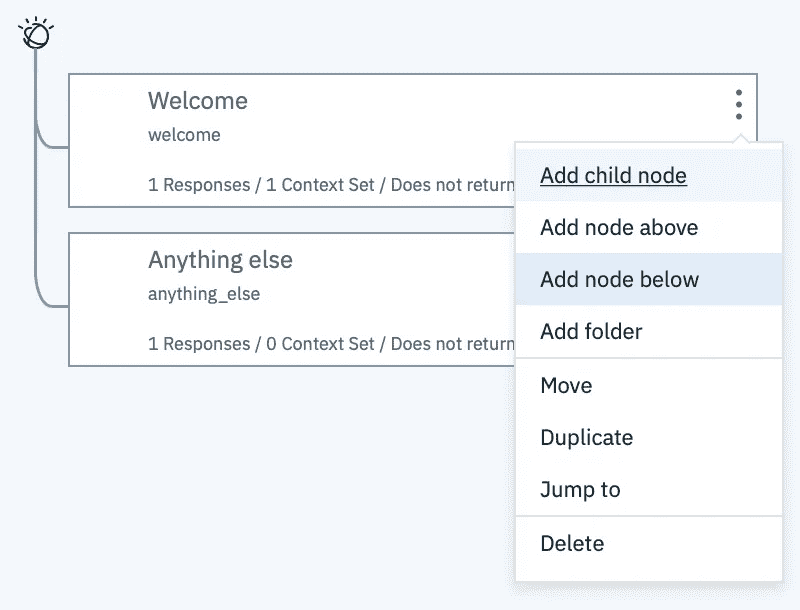 Welcome
welcome
1 Responses / 1 Context Set / Does not return
Anything else
anything_else
1 Responses / 0 Context Set / Does not return
Add child node
Add node above
Add node below
Add folder
Move
Duplicate
Jump to
Delete